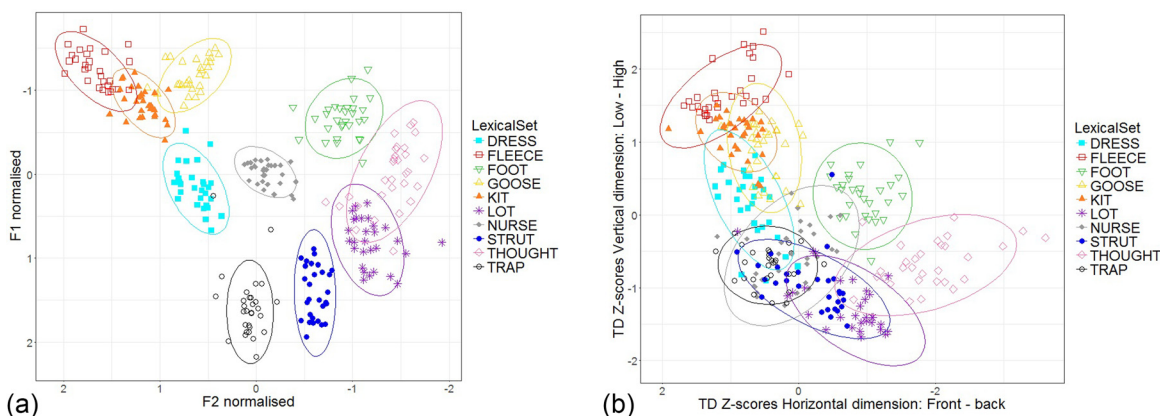 -1
0
1
2
F1 normalised
2
1
0
-1
-2
F2 normalised
(a)
LexicalSet
DRESS
FLEECE
FOOT
GOOSE
KIT
LOT
NURSE
STRUT
THOUGHT
TRAP
2
1
0
-1
-2
TD Z-scores Vertical dimension: Low - High
2
0
-2
TD Z-scores Horizontal dimension: Front - back
(b)
LexicalSet
DRESS
FLEECE
FOOT
GOOSE
KIT
LOT
NURSE
STRUT
THOUGHT
TRAP